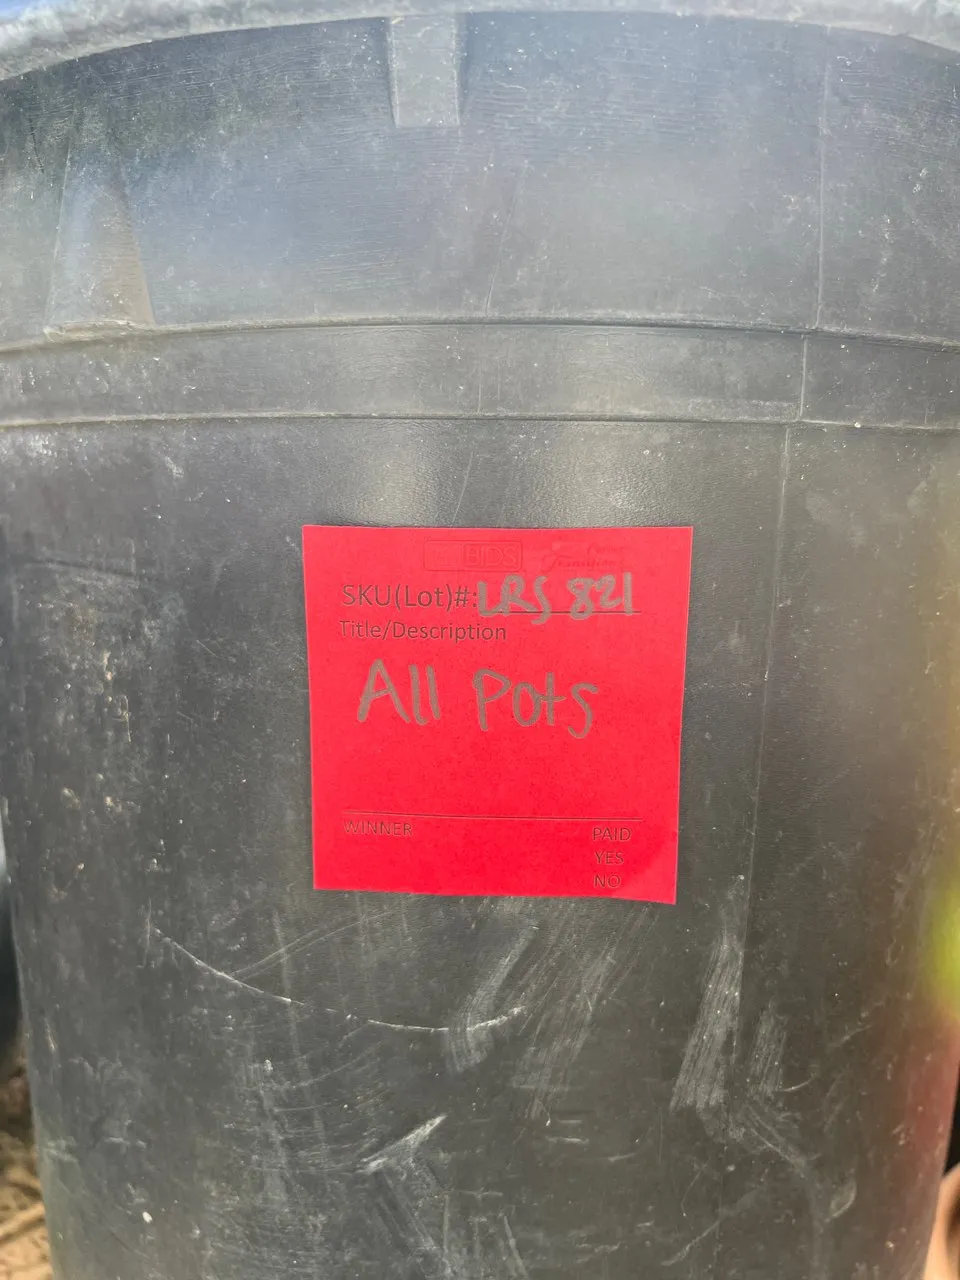 BIDS
SKU(Lot)#: LRS 821
Title/Description
All Pots
WINNER
PAID
YES
NO